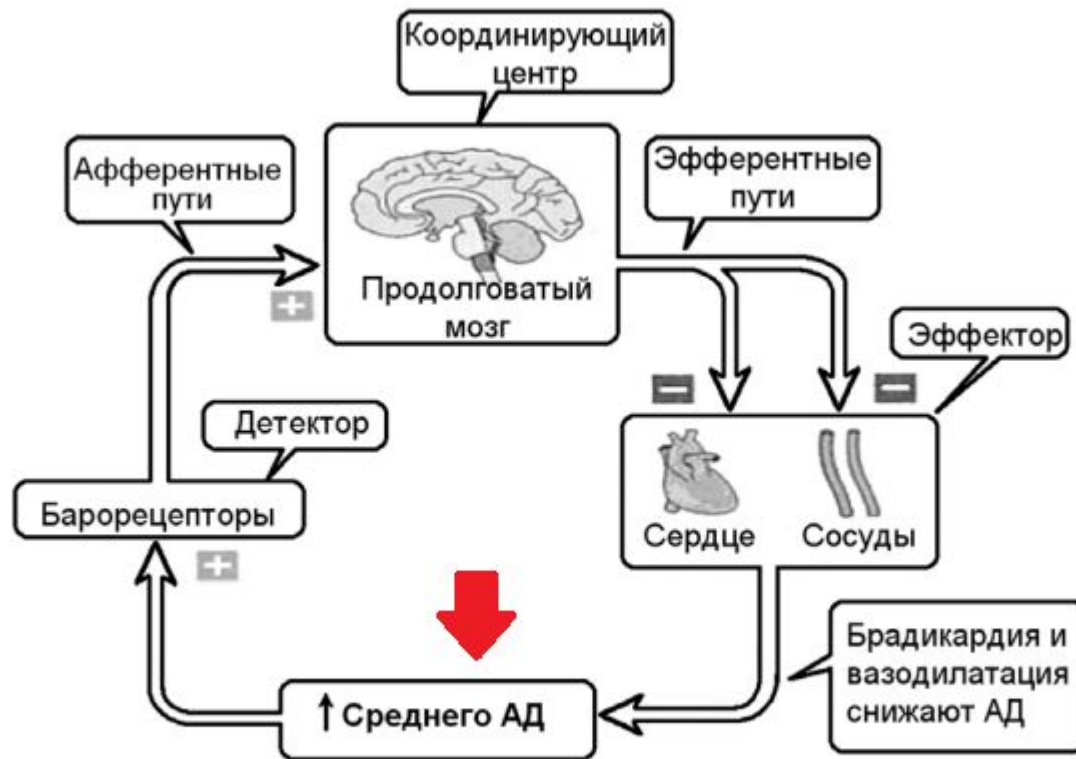 Координирующий
центр
Афферентные
пути
Эфферентные
пути
Продолговатый
мозг
Эффектор
Детектор
Барорецепторы
Сердце
Сосуды
Брадикардия и
вазодилатация
снижают АД
↑ Среднего АД